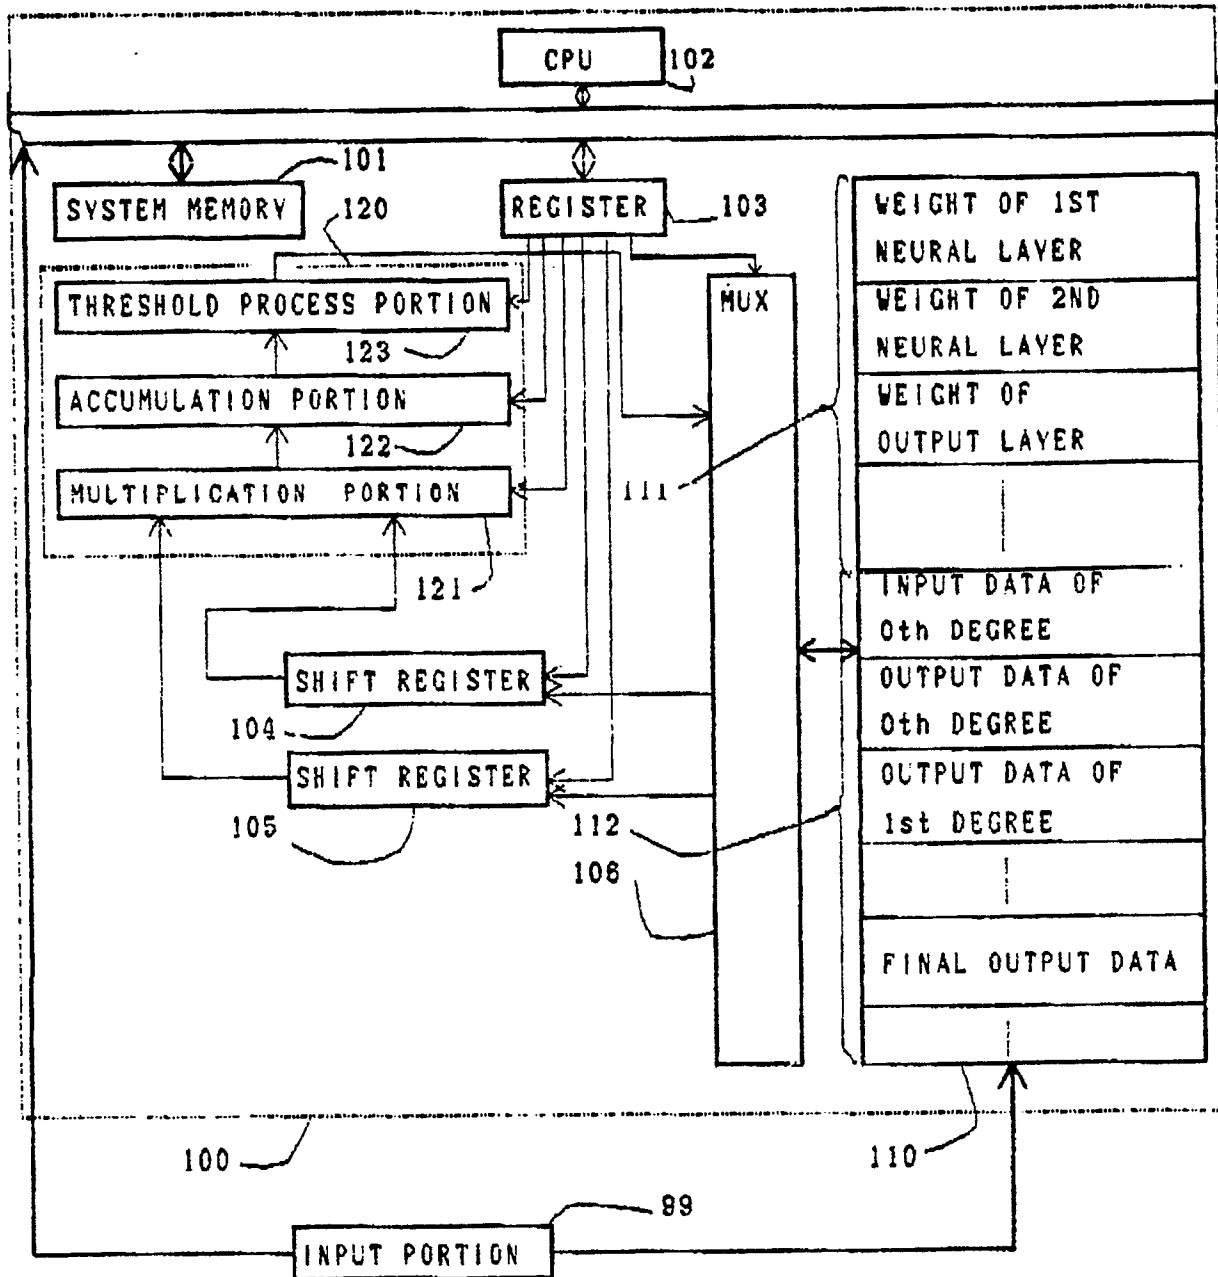 CPU
102
101
SYSTEM MEMORY
120
REGISTER
103
WEIGHT OF 1ST
NEURAL LAYER
THRESHOLD PROCESS PORTION
123
MUX
WEIGHT OF 2ND
NEURAL LAYER
ACCUMULATION PORTION
122
WEIGHT OF
OUTPUT LAYER
MULTIPLICATION PORTION
121
111
INPUT DATA OF
0th DEGREE
SHIFT REGISTER
104
OUTPUT DATA OF
0th DEGREE
SHIFT REGISTER
105
112
106
OUTPUT DATA OF
1st DEGREE
FINAL OUTPUT DATA
100
110
99
INPUT PORTION